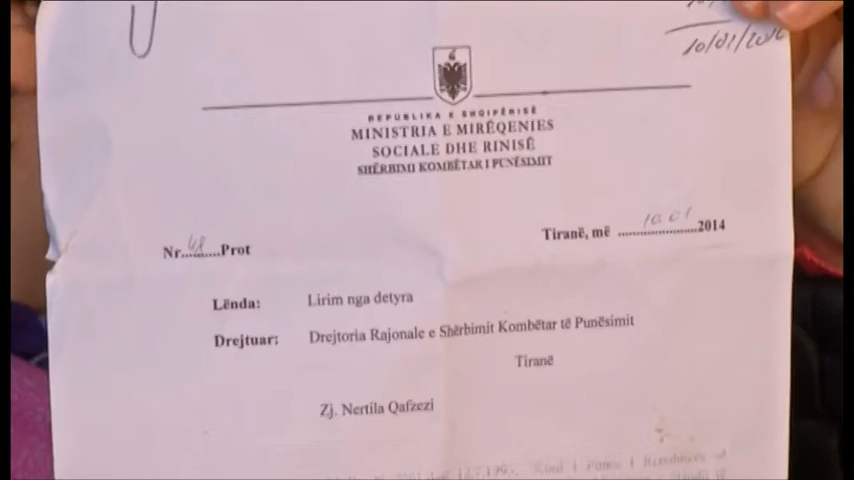 10/01/2014
REPUBLIKA E SHQIPËRISË
MINISTRIA E MIRËQENIES
SOCIALE DHE RINISË
SHËRBIMI KOMBËTAR I PUNËSIMIT
Nr....48....Prot
Tiranë, më ....10.01....2014
Lënda: Lirim nga detyra
Drejtuar: Drejtoria Rajonale e Shërbimit Kombëtar të Punësimit
Tiranë
Zj. Nertila Qafzezi